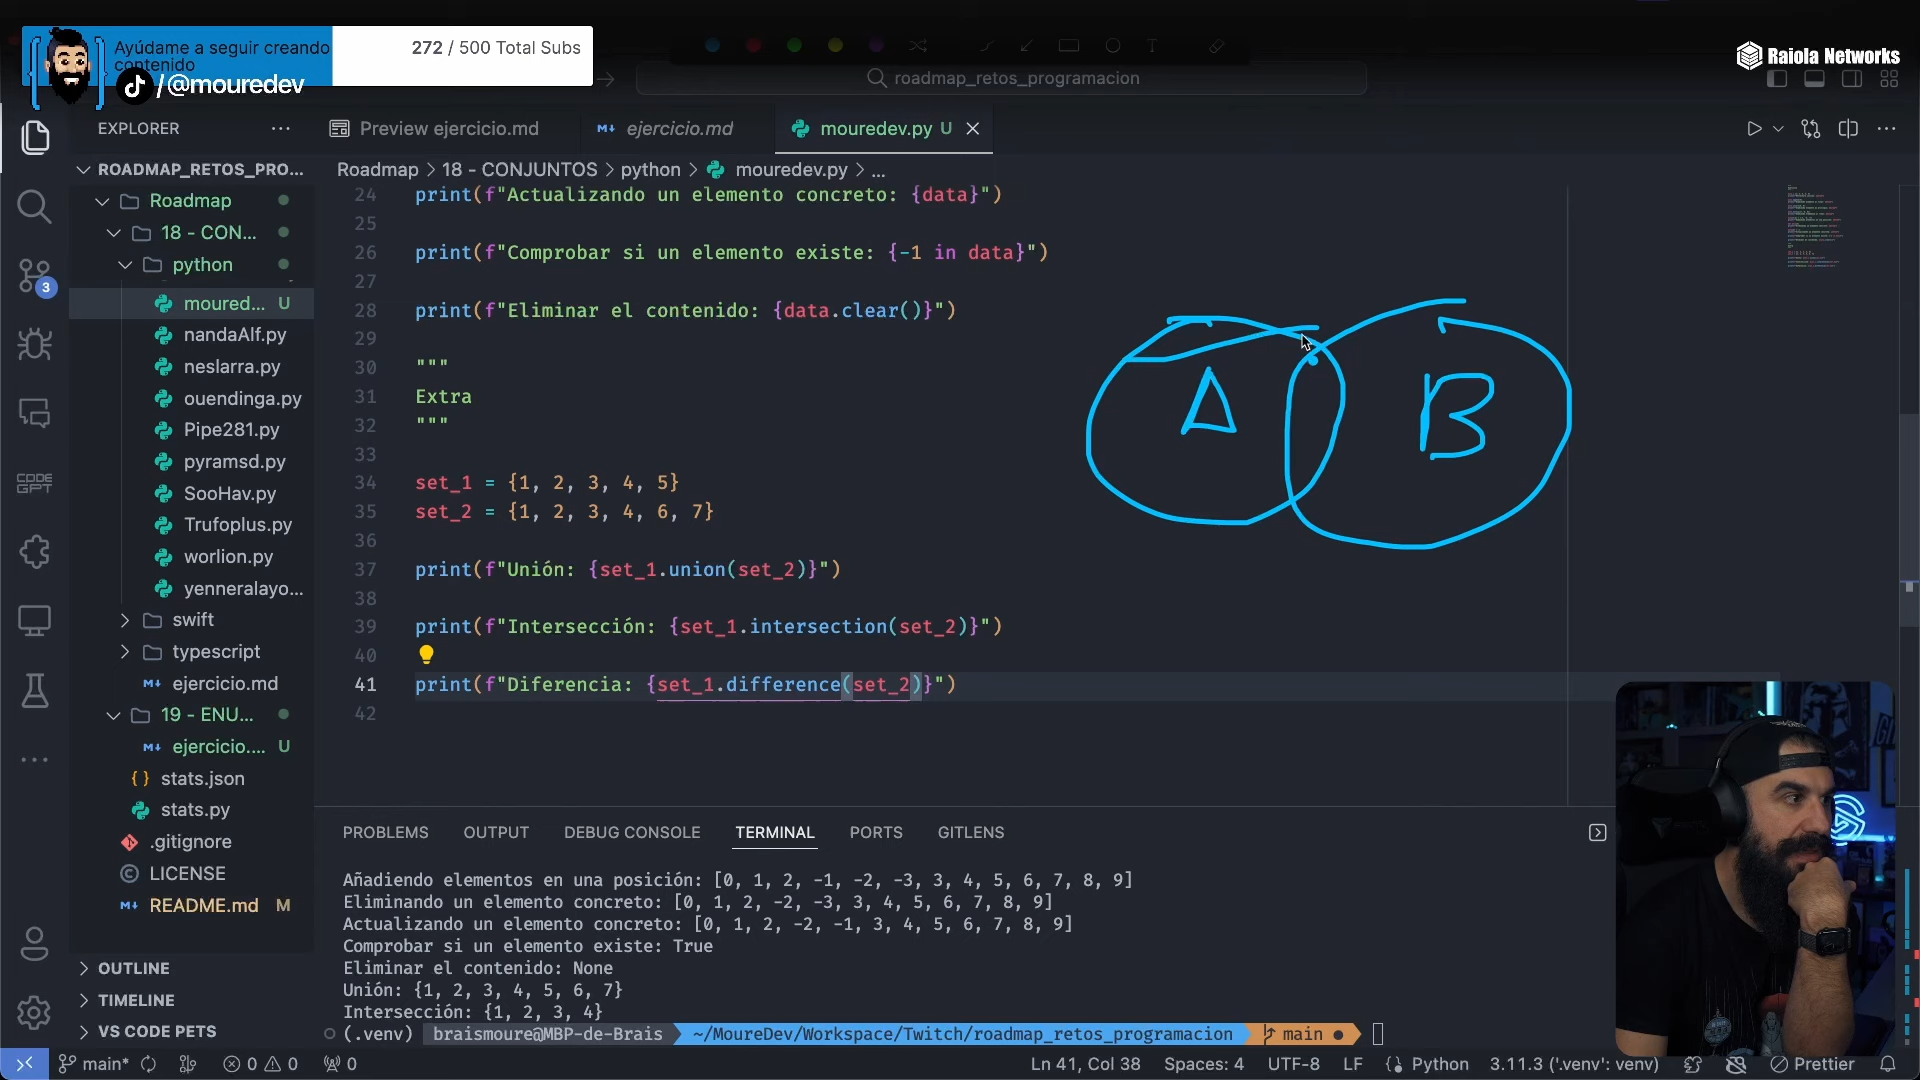 Ayúdame a seguir creando
contenido
272 / 500 Total Subs
/@mouredev
roadmap_retos_programacion
Raiola Networks
EXPLORER
Preview ejercicio.md
ejercicio.md
mouredev.py U
ROADMAP_RETOS_PRO...
Roadmap > 18 - CONJUNTOS > python > mouredev.py > ...
Roadmap
18 - CON...
python
moured... U
nandaAlf.py
neslarra.py
ouendinga.py
Pipe281.py
pyramsd.py
SooHav.py
Trufoplus.py
worlion.py
yenneralayo...
swift
typescript
ejercicio.md
19 - ENU...
ejercicio.... U
stats.json
stats.py
.gitignore
LICENSE
README.md M
OUTLINE
TIMELINE
VS CODE PETS
3
CODE
GPT
24 print(f"Actualizando un elemento concreto: {data}")
25
26 print(f"Comprobar si un elemento existe: {-1 in data}")
27
28 print(f"Eliminar el contenido: {data.clear()}")
29
30 """
31 Extra
32 """
33
34 set_1 = {1, 2, 3, 4, 5}
35 set_2 = {1, 2, 3, 4, 6, 7}
36
37 print(f"Unión: {set_1.union(set_2)}")
38
39 print(f"Intersección: {set_1.intersection(set_2)}")
40
41 print(f"Diferencia: {set_1.difference(set_2)}")
42
A B
PROBLEMS OUTPUT DEBUG CONSOLE TERMINAL PORTS GITLENS
Añadiendo elementos en una posición: [0, 1, 2, -1, -2, -3, 3, 4, 5, 6, 7, 8, 9]
Eliminando un elemento concreto: [0, 1, 2, -2, -3, 3, 4, 5, 6, 7, 8, 9]
Actualizando un elemento concreto: [0, 1, 2, -2, -1, 3, 4, 5, 6, 7, 8, 9]
Comprobar si un elemento existe: True
Eliminar el contenido: None
Unión: {1, 2, 3, 4, 5, 6, 7}
Intersección: {1, 2, 3, 4}
(.venv) braismoure@MBP-de-Brais ~/MoureDev/Workspace/Twitch/roadmap_retos_programacion main
main* 0 0 0 Ln 41, Col 38 Spaces: 4 UTF-8 LF Python 3.11.3 ('.venv': venv) Prettier